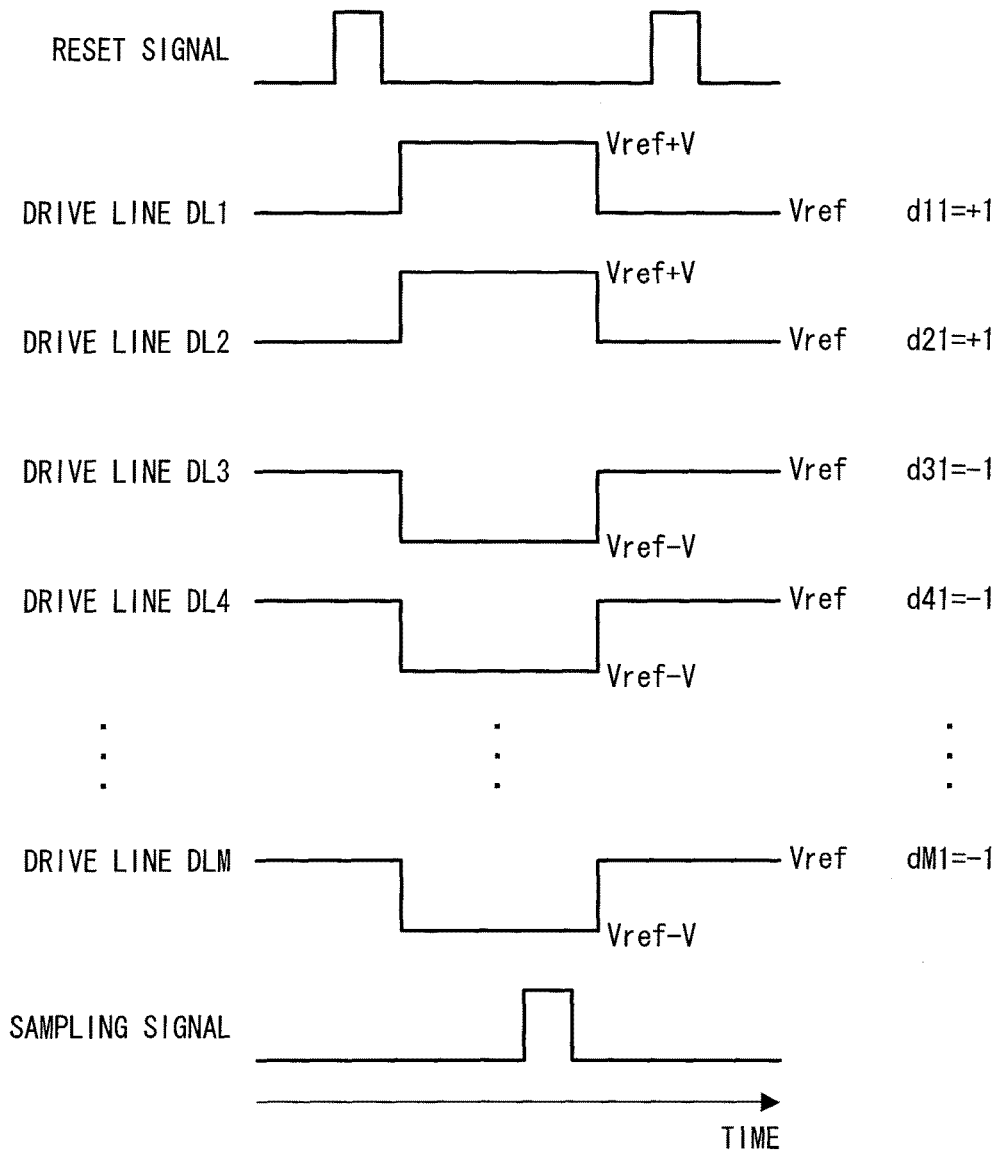 RESET SIGNAL
Vref+V
DRIVE LINE DL1 Vref d11=+1
Vref+V
DRIVE LINE DL2 Vref d21=+1
DRIVE LINE DL3 Vref d31=-1
Vref-V
DRIVE LINE DL4 Vref d41=-1
Vref-V
DRIVE LINE DLM Vref dM1=-1
Vref-V
SAMPLING SIGNAL
TIME